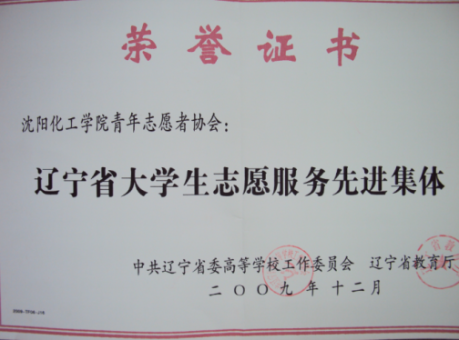 荣誉证书
沈阳化工学院青年志愿者协会：
辽宁省大学生志愿服务先进集体
中共辽宁省委高等学校工作委员会 辽宁省教育厅
二〇〇九年十二月